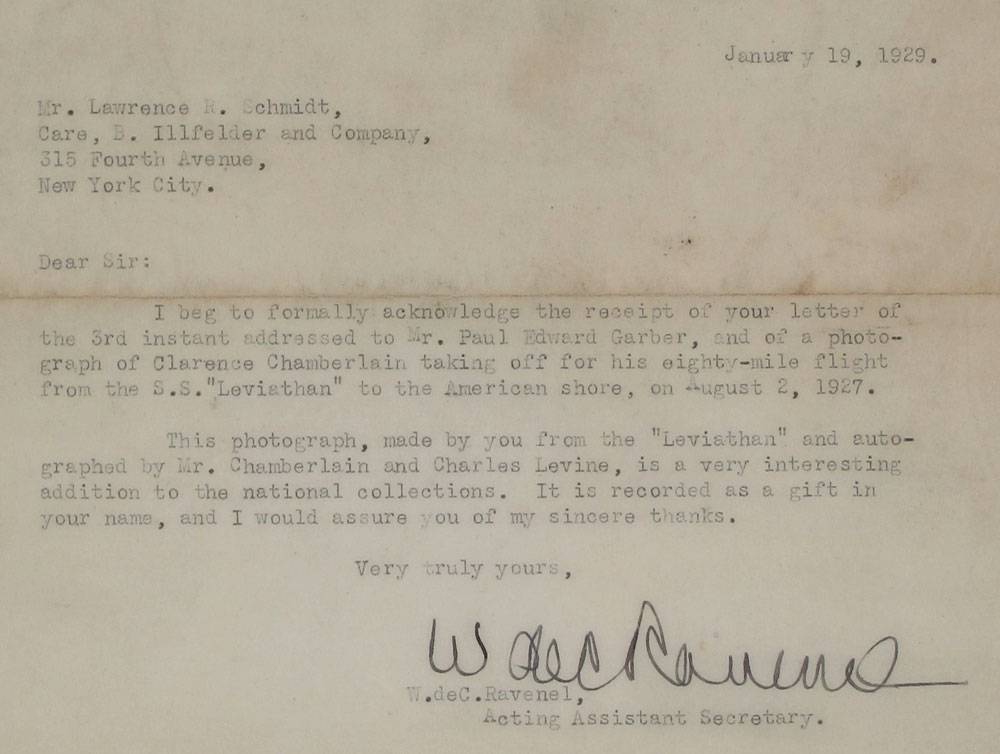 January 19, 1929.
Mr. Lawrence R. Schmidt,
Care, B. Illfelder and Company,
315 Fourth Avenue,
New York City.
Dear Sir:
I beg to formally acknowledge the receipt of your letter of
the 3rd instant addressed to Mr. Paul Edward Garber, and of a photo-
graph of Clarence Chamberlain taking off for his eighty-mile flight
from the S.S."Leviathan" to the American shore, on August 2, 1927.
This photograph, made by you from the "Leviathan" and auto-
graphed by Mr. Chamberlain and Charles Levine, is a very interesting
addition to the national collections. It is recorded as a gift in
your name, and I would assure you of my sincere thanks.
Very truly yours,
W deC Ravenel
W.deC.Ravenel,
Acting Assistant Secretary.